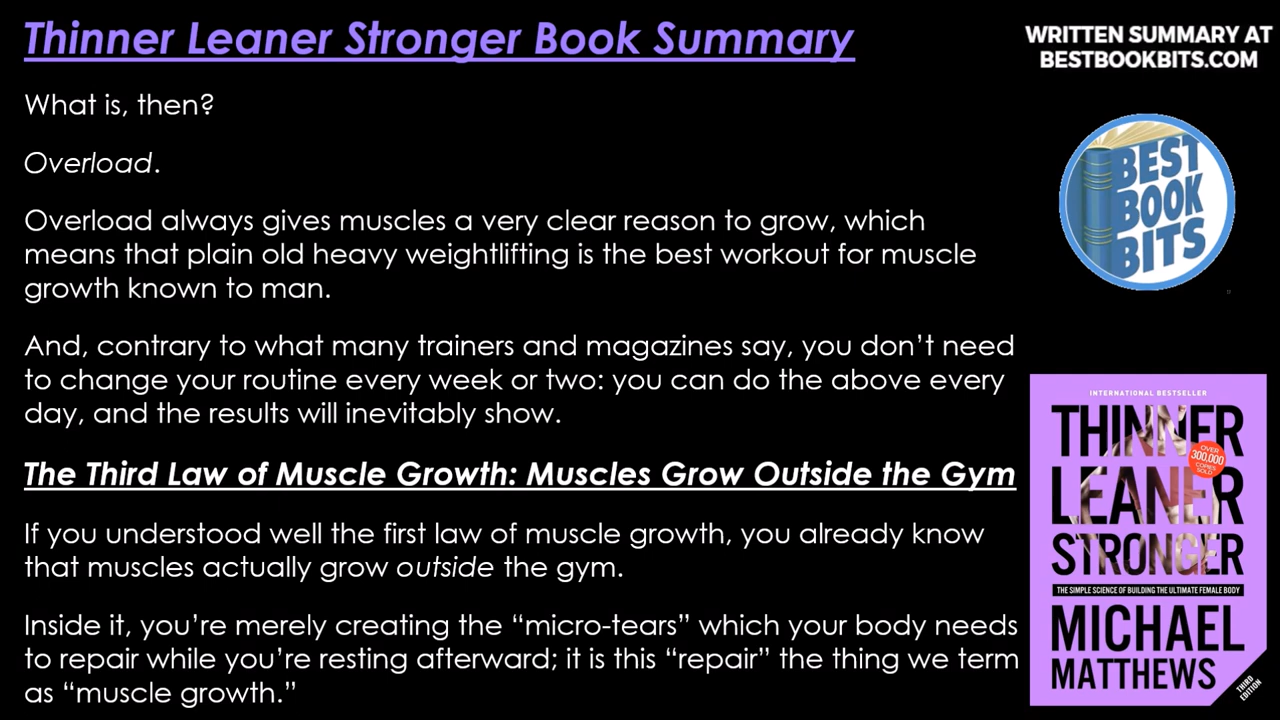 Thinner Leaner Stronger Book Summary
WRITTEN SUMMARY AT
BESTBOOKBITS.COM
What is, then?
Overload.
Overload always gives muscles a very clear reason to grow, which
means that plain old heavy weightlifting is the best workout for muscle
growth known to man.
And, contrary to what many trainers and magazines say, you don’t need
to change your routine every week or two: you can do the above every
day, and the results will inevitably show.
The Third Law of Muscle Growth: Muscles Grow Outside the Gym
If you understood well the first law of muscle growth, you already know
that muscles actually grow outside the gym.
Inside it, you’re merely creating the “micro-tears” which your body needs
to repair while you’re resting afterward; it is this “repair” the thing we term
as “muscle growth.”
BEST
BOOK
BITS
INTERNATIONAL BESTSELLER
THINNER
OVER
300,000
COPIES
SOLD
LEANER
STRONGER
THE SIMPLE SCIENCE OF BUILDING THE ULTIMATE FEMALE BODY
MICHAEL
MATTHEWS
THIRD
EDITION